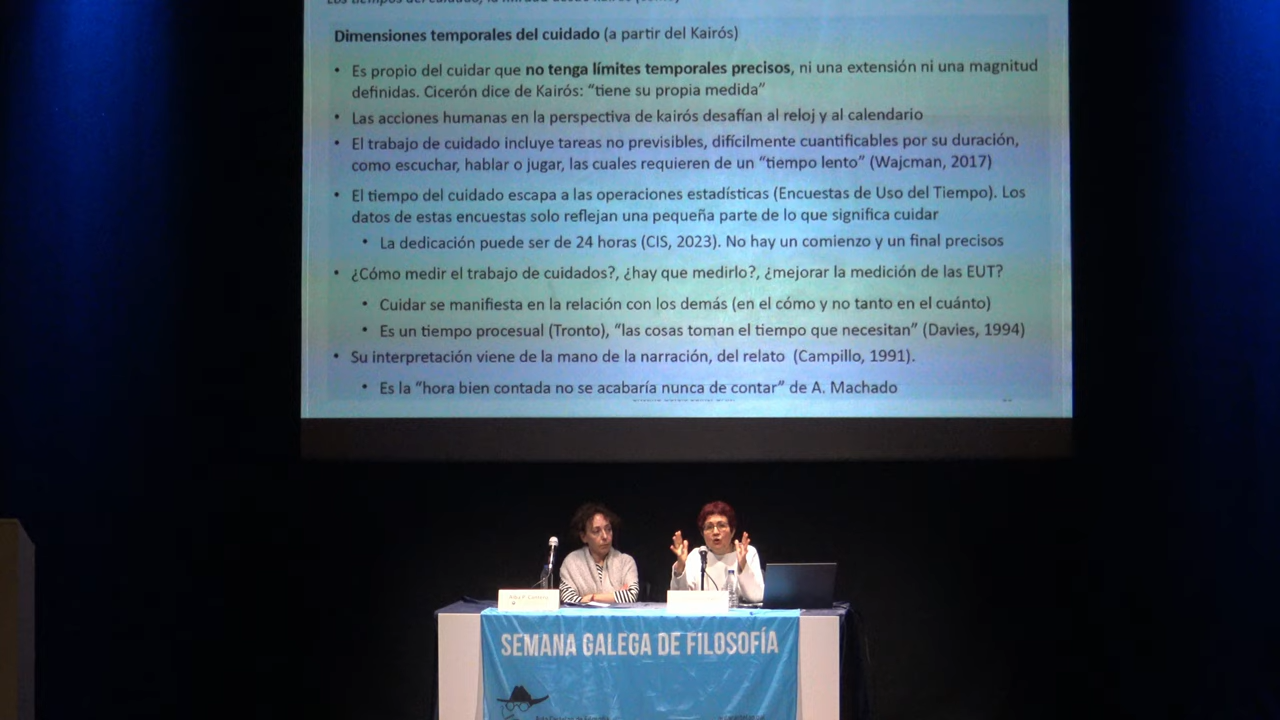 Dimensiones temporales del cuidado (a partir del Kairós)
• Es propio del cuidar que no tenga límites temporales precisos, ni una extensión ni una magnitud
definidas. Cicerón dice de Kairós: “tiene su propia medida”
• Las acciones humanas en la perspectiva de kairós desafían al reloj y al calendario
• El trabajo de cuidado incluye tareas no previsibles, difícilmente cuantificables por su duración,
como escuchar, hablar o jugar, las cuales requieren de un “tiempo lento” (Wajcman, 2017)
• El tiempo del cuidado escapa a las operaciones estadísticas (Encuestas de Uso del Tiempo). Los
datos de estas encuestas solo reflejan una pequeña parte de lo que significa cuidar
• La dedicación puede ser de 24 horas (CIS, 2023). No hay un comienzo y un final precisos
• ¿Cómo medir el trabajo de cuidados?, ¿hay que medirlo?, ¿mejorar la medición de las EUT?
• Cuidar se manifiesta en la relación con los demás (en el cómo y no tanto en el cuánto)
• Es un tiempo procesual (Tronto), “las cosas toman el tiempo que necesitan” (Davies, 1994)
• Su interpretación viene de la mano de la narración, del relato (Campillo, 1991).
• Es la “hora bien contada no se acabaría nunca de contar” de A. Machado
SEMANA GALEGA DE FILOSOFÍA